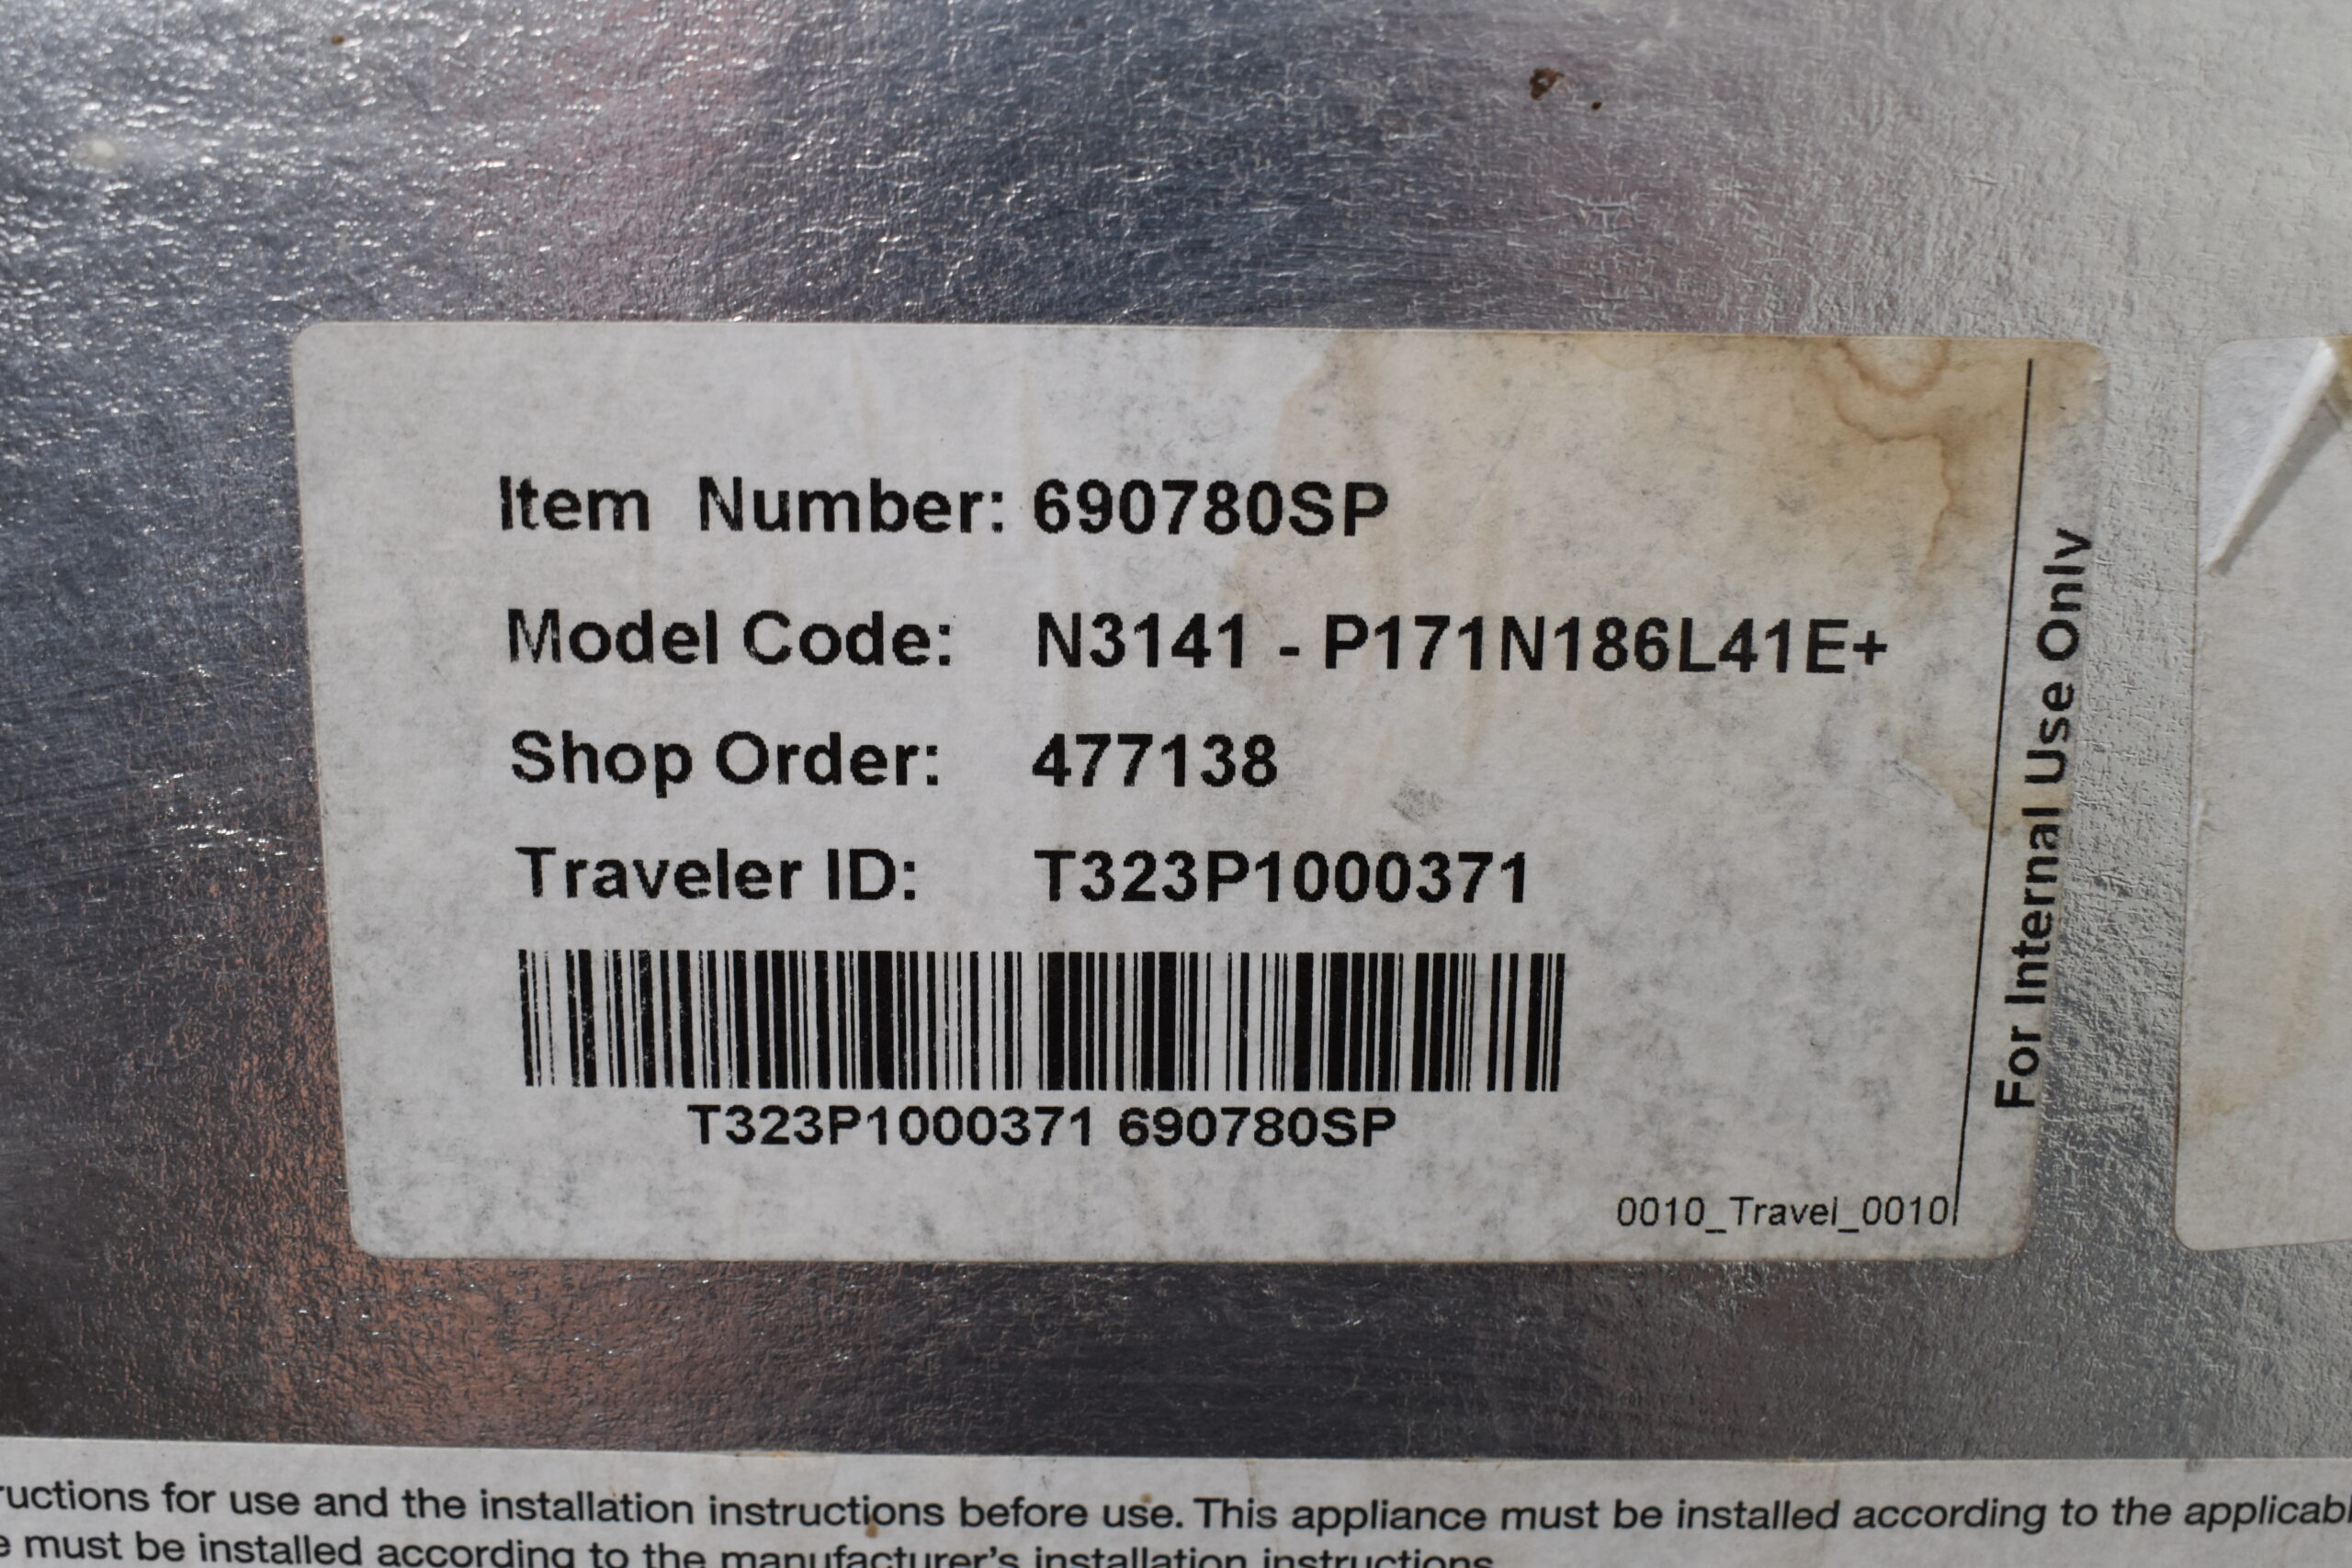 Item Number: 690780SP
Model Code: N3141 - P171N186L41E+
Shop Order: 477138
Traveler ID: T323P1000371
T323P1000371 690780SP
0010_Travel_0010
For Internal Use Only
ructions for use and the installation instructions before use. This appliance must be installed according to the applicabl
e must be installed according to the manufacturer's installation instructions.